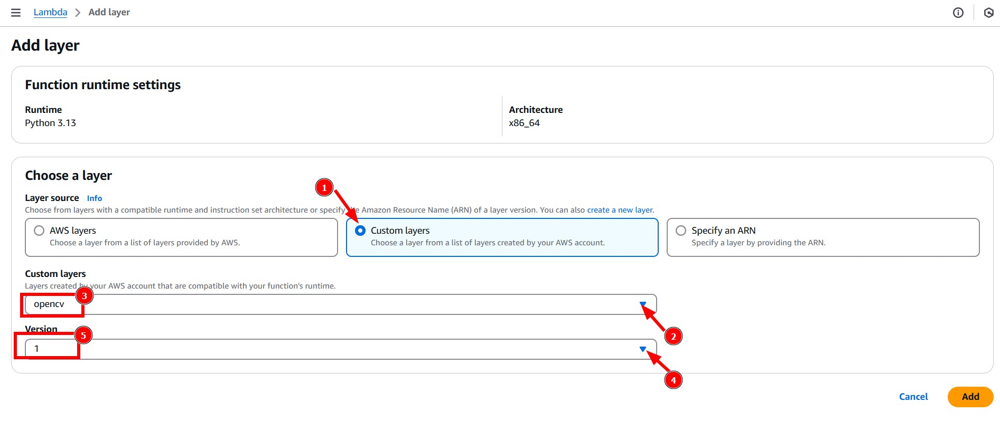 Lambda > Add layer
Add layer
Function runtime settings
Runtime
Python 3.13
Architecture
x86_64
Choose a layer
1
Layer source Info
Choose from layers with a compatible runtime and instruction set architecture or specify the Amazon Resource Name (ARN) of a layer version. You can also create a new layer.
AWS layers
Choose a layer from a list of layers provided by AWS.
Custom layers
Choose a layer from a list of layers created by your AWS account.
Specify an ARN
Specify a layer by providing the ARN.
Custom layers
Layers created by your AWS account that are compatible with your function's runtime.
3
opencv
2
Version
5
1
4
Cancel
Add